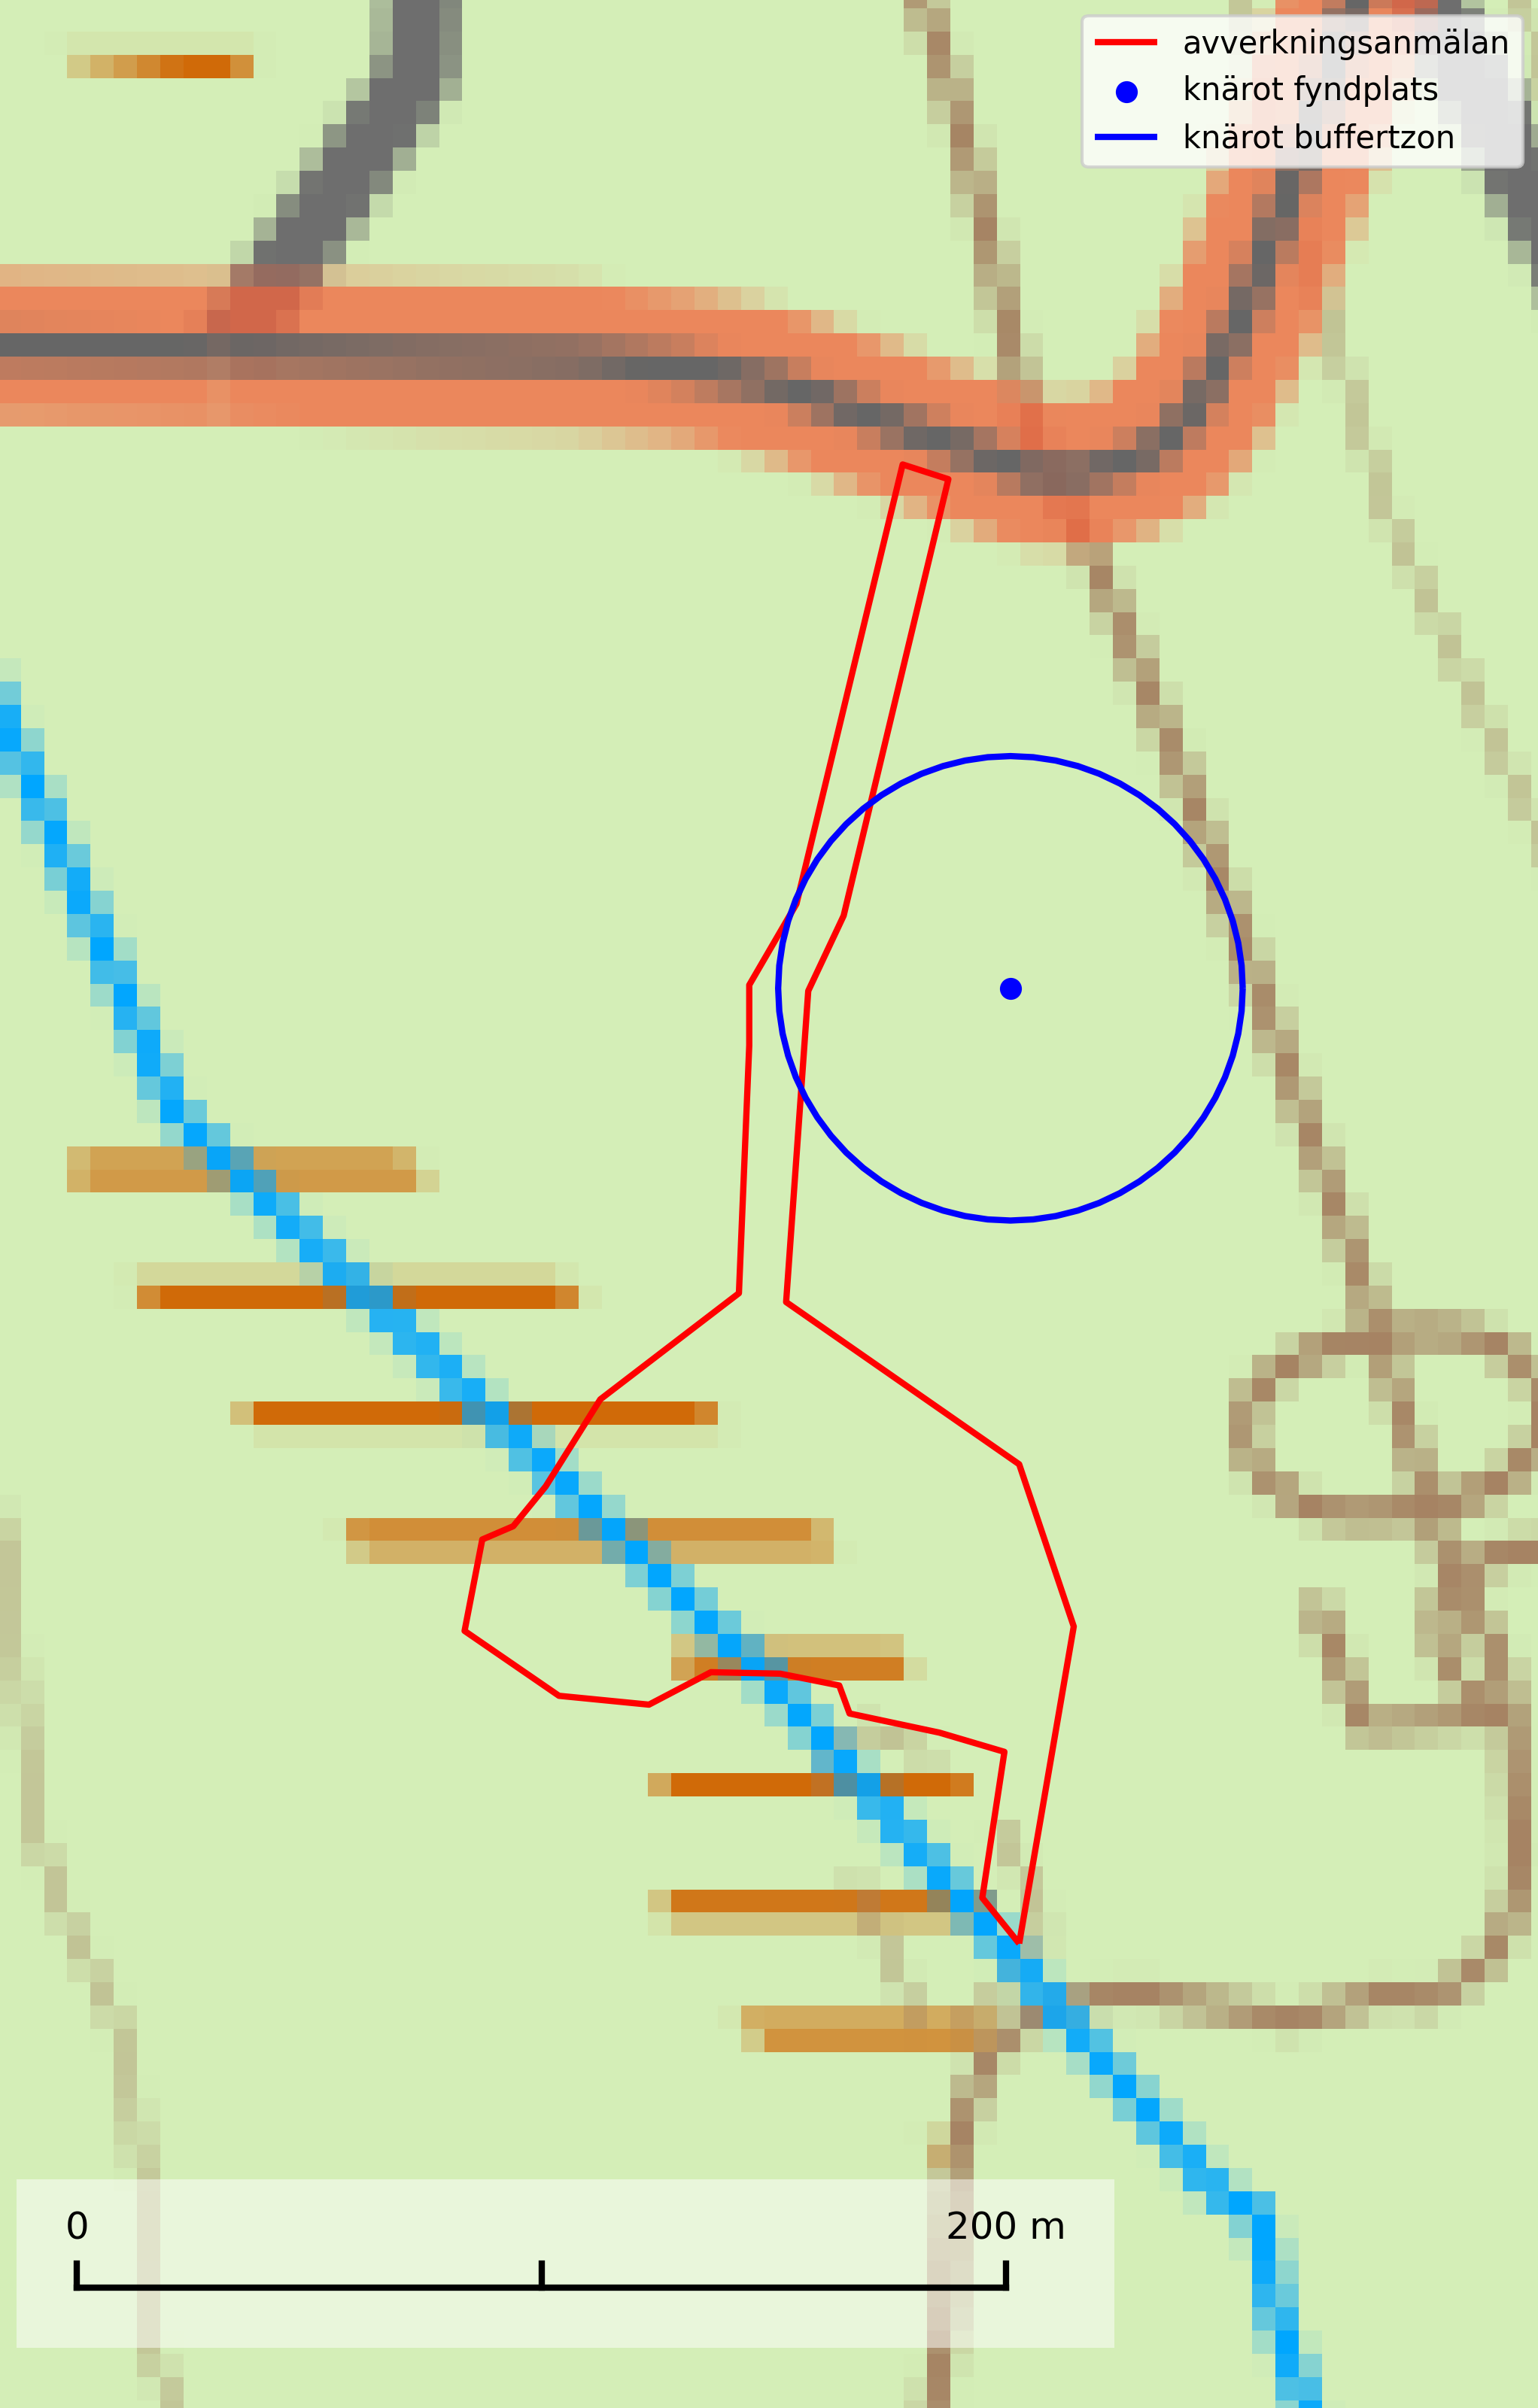 avverkningsanmälan
knärot fyndplats
knärot buffertzon
0 200 m